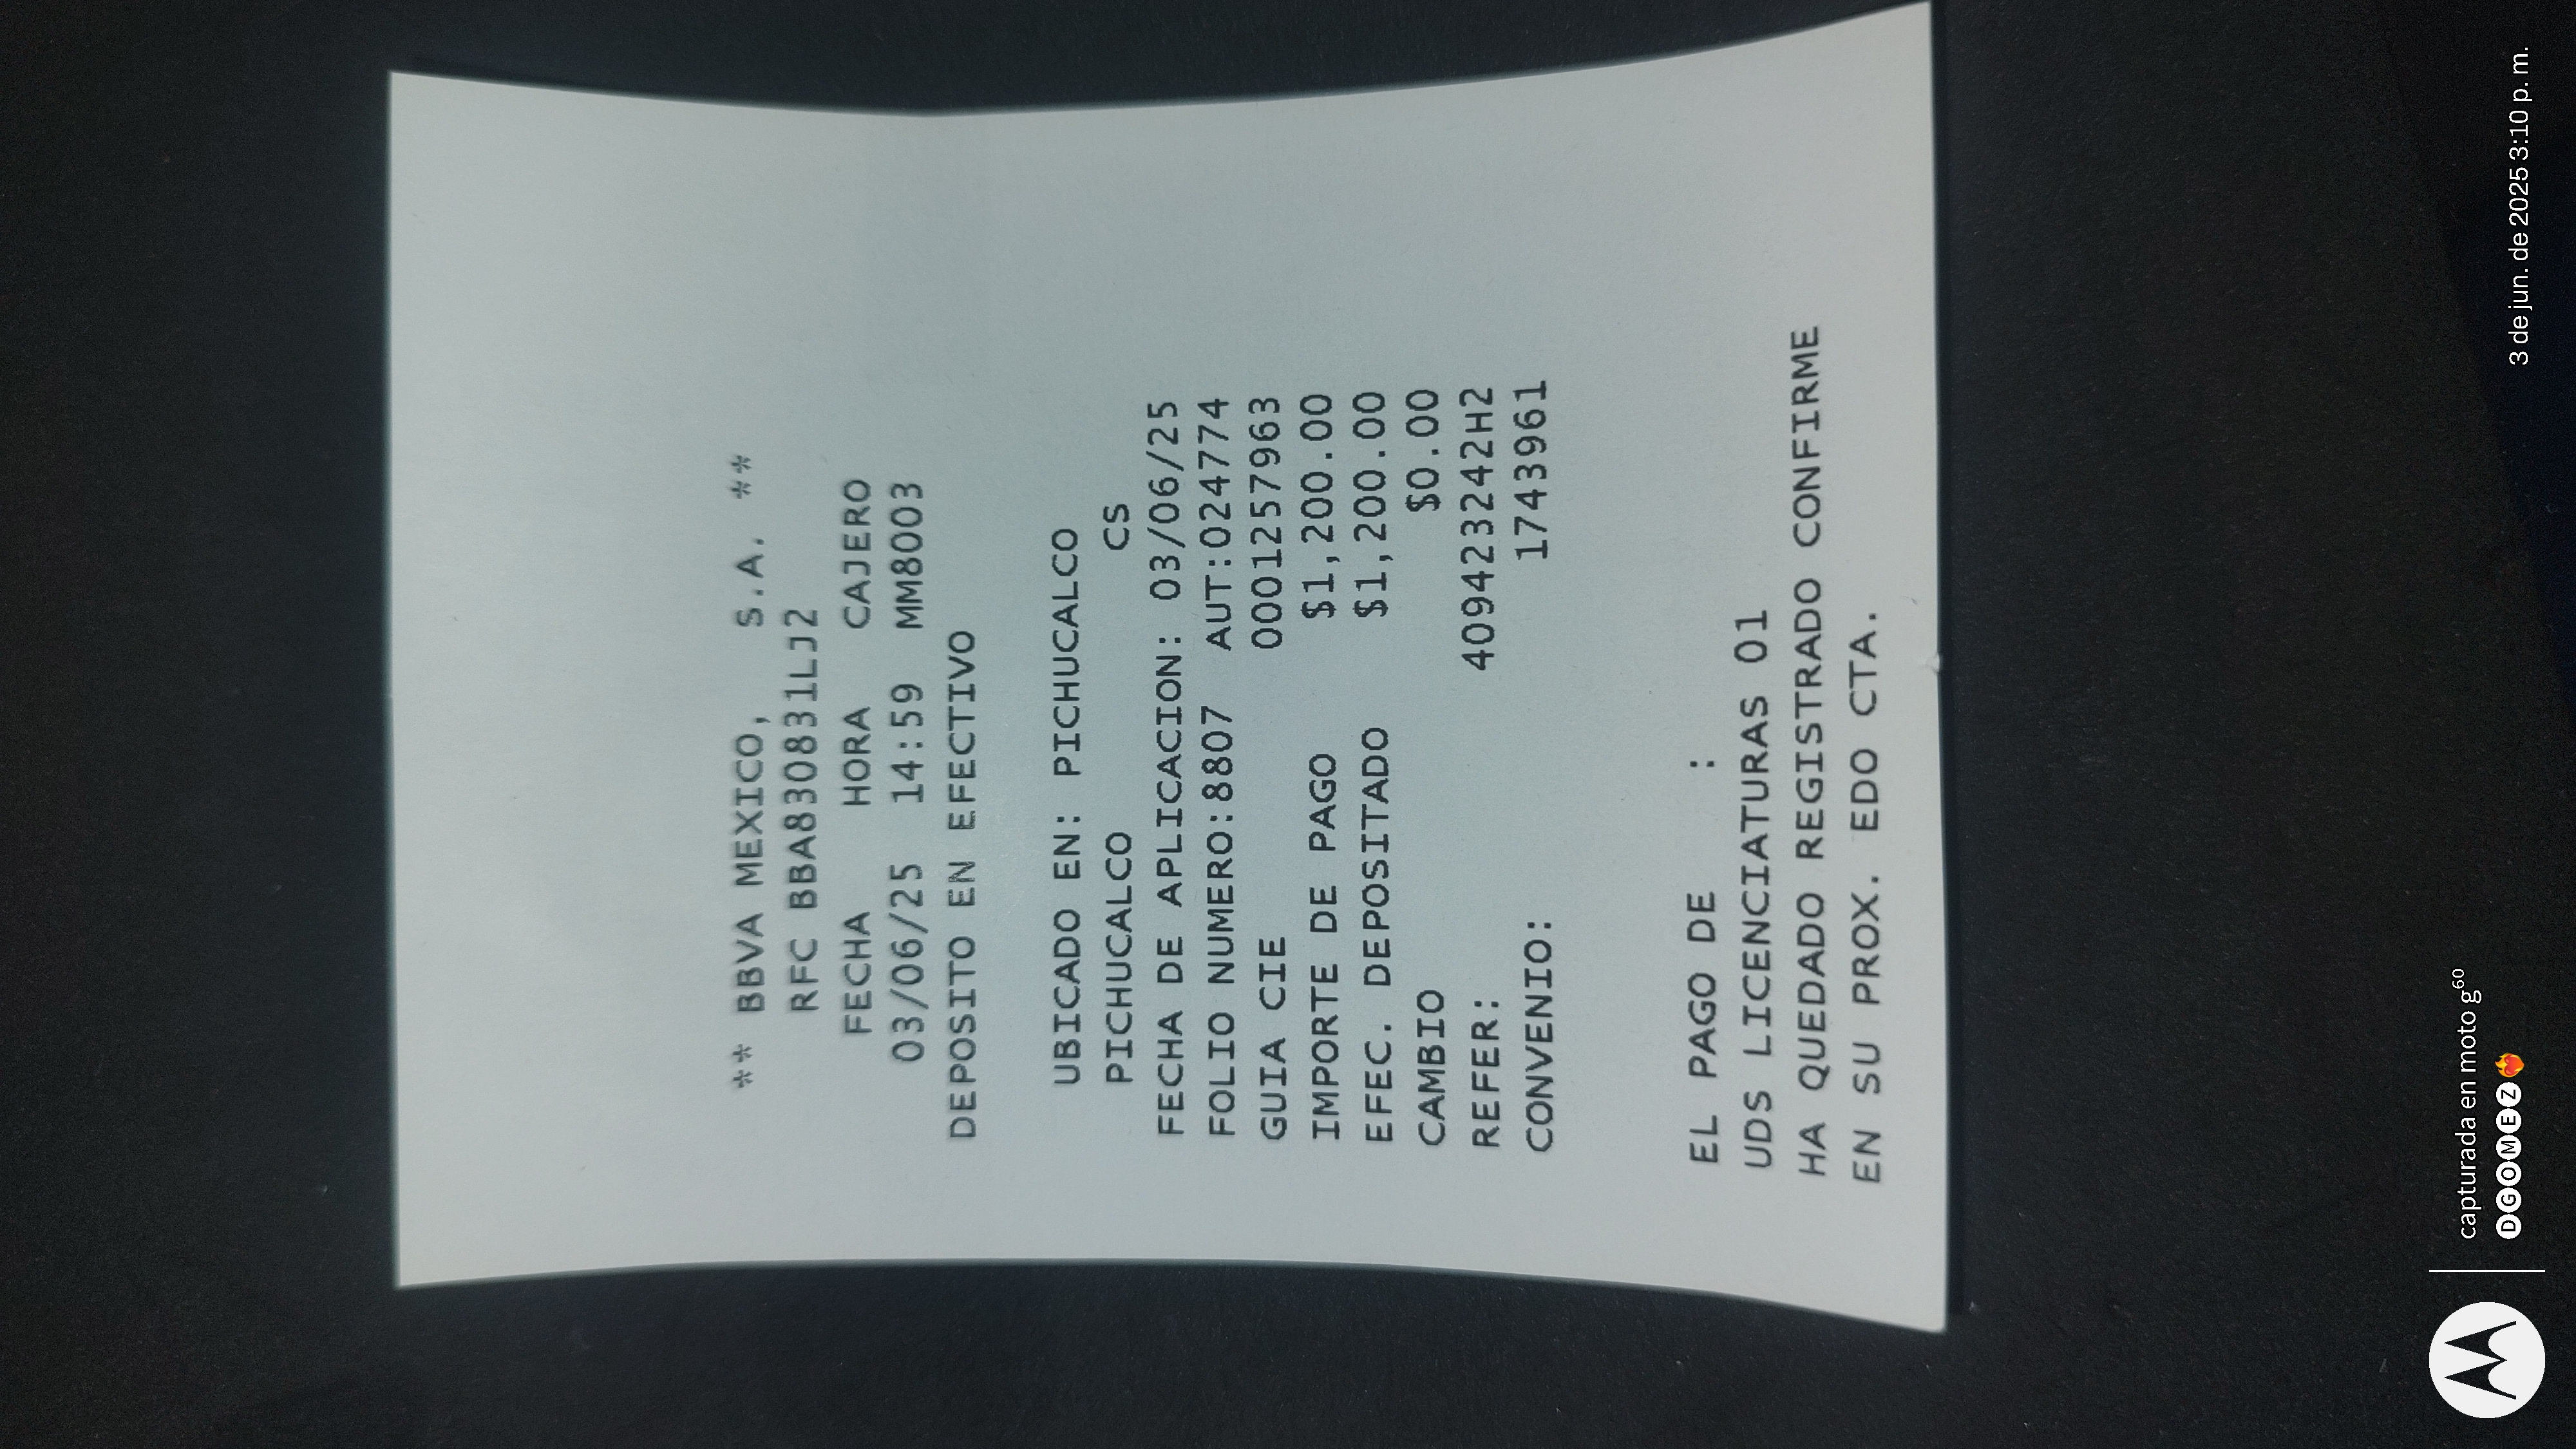 ** BBVA MEXICO, S.A. **
RFC BBA830831LJ2
FECHA HORA CAJERO
03/06/25 14:59 MM80003
DEPOSITO EN EFECTIVO
UBICADO EN: PICHUCALCO
PICHUCALCO CS
FECHA DE APLICACION: 03/06/25
FOLIO NUMERO:8807 AUT:024774
GUIA CIE 0001257963
IMPORTE DE PAGO $1,200.00
EFEC. DEPOSITADO $1,200.00
CAMBIO $0.00
REFER: 409423242H2
CONVENIO: 1743961
EL PAGO DE :
UDS LICENCIATURAS 01
HA QUEDADO REGISTRADO CONFIRME
EN SU PROX. EDO CTA.
capturada en moto g⁶⁰
🅓🅖🅞🅜🅔🅩❤️‍🔥
3 de jun. de 2025 3:10 p. m.